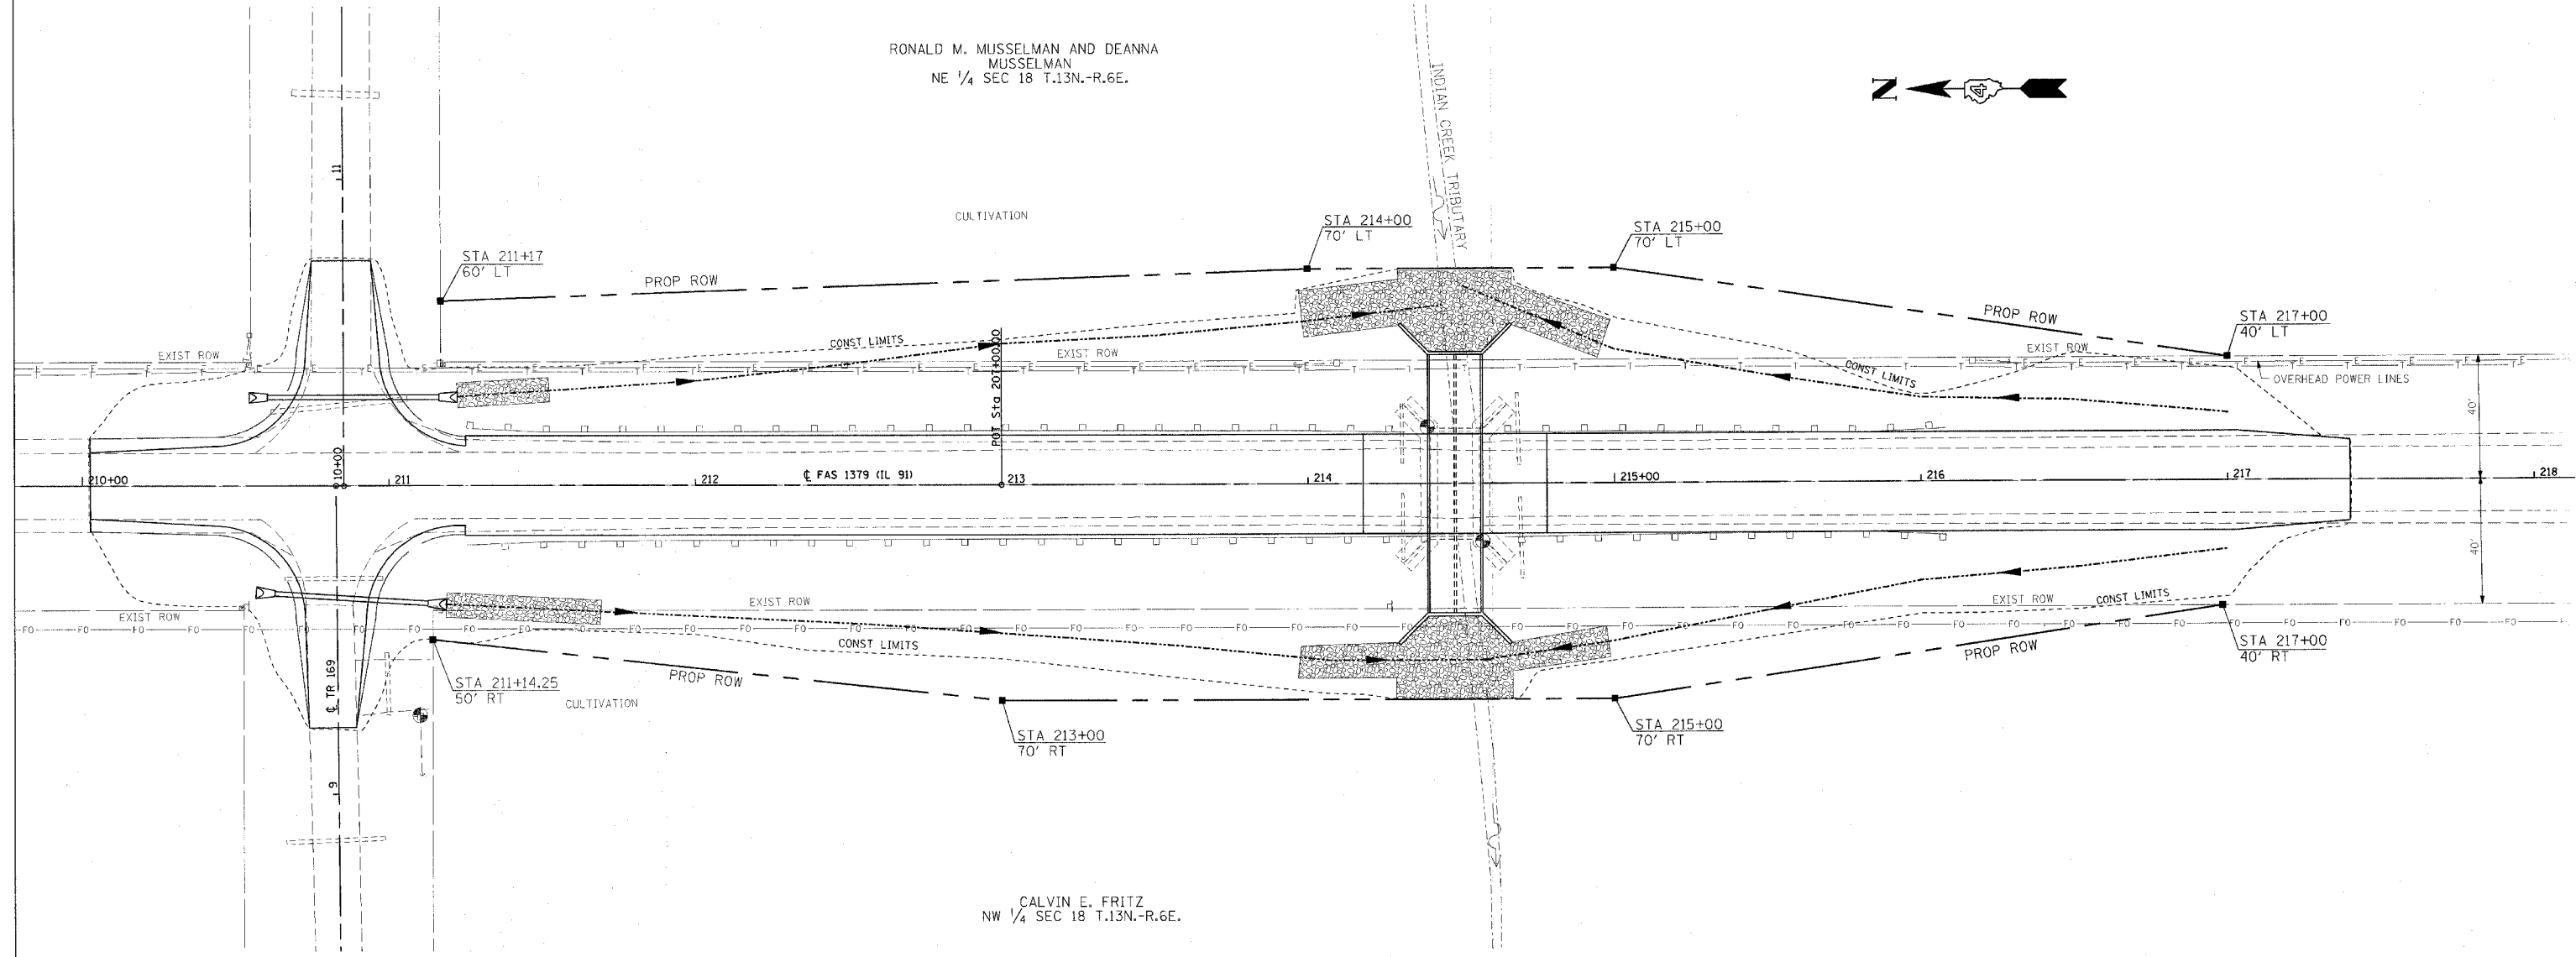 RONALD M. MUSSELMAN AND DEANNA
MUSSELMAN
NE 1/4 SEC 18 T.13N.-R.6E.
N
4
INDIAN CREEK TRIBUTARY
11
CULTIVATION
STA 214+00
70' LT
STA 215+00
70' LT
STA 211+17
60' LT
PROP ROW
PROP ROW
STA 217+00
40' LT
EXIST ROW
CONST LIMITS
EXIST ROW
EXIST ROW
CONST LIMITS
OVERHEAD POWER LINES
POT Sta 201+00.00
40'
210+00
10+00
211
212
℄ FAS 1379 (IL 91)
213
214
215+00
216
217
218
40'
EXIST ROW
EXIST ROW
EXIST ROW
CONST LIMITS
CONST LIMITS
℄ TR 169
STA 211+14.25
50' RT
PROP ROW
CULTIVATION
STA 213+00
70' RT
STA 215+00
70' RT
PROP ROW
STA 217+00
40' RT
9
CALVIN E. FRITZ
NW 1/4 SEC 18 T.13N.-R.6E.